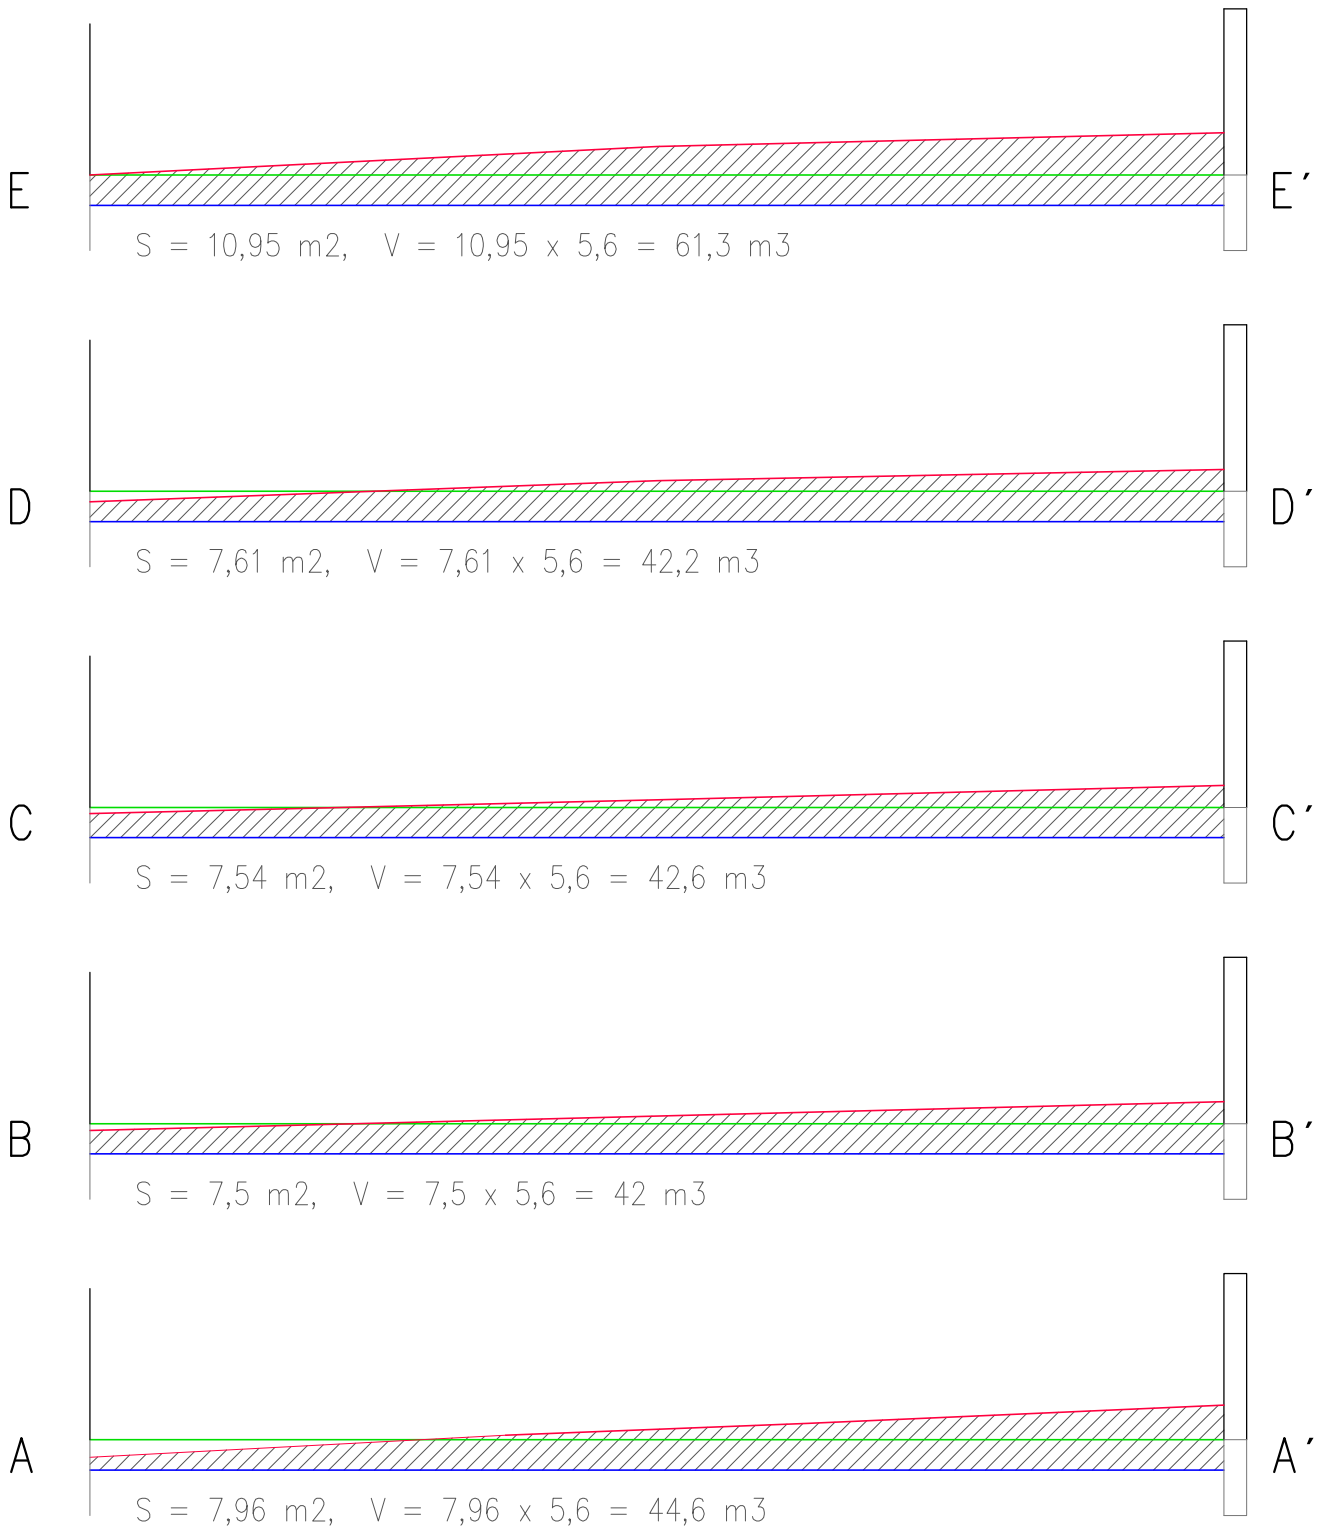 E E´
S = 10,95 m2, V = 10,95 x 5,6 = 61,3 m3
D D´
S = 7,61 m2, V = 7,61 x 5,6 = 42,2 m3
C C´
S = 7,54 m2, V = 7,54 x 5,6 = 42,6 m3
B B´
S = 7,5 m2, V = 7,5 x 5,6 = 42 m3
A A´
S = 7,96 m2, V = 7,96 x 5,6 = 44,6 m3